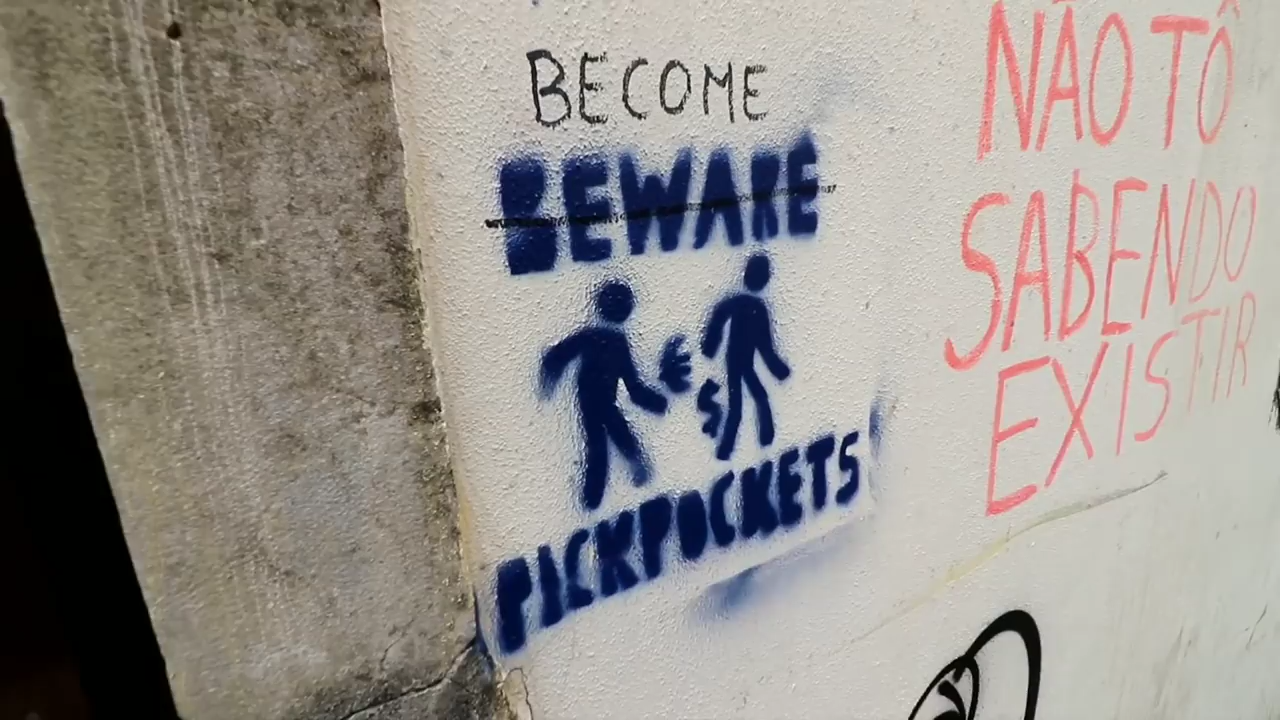 BECOME
BEWARE
€
$
PICKPOCKETS!
NÃO TÔ
SABENDO
EXISTIR